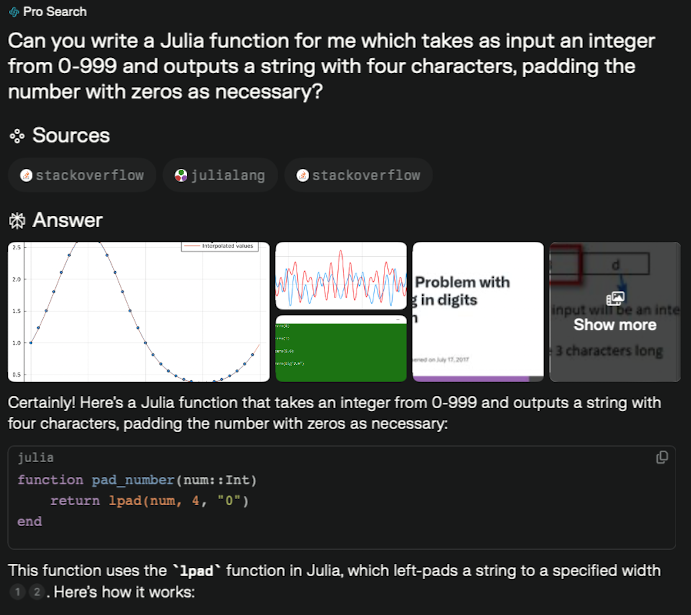 Pro Search
Can you write a Julia function for me which takes as input an integer
from 0-999 and outputs a string with four characters, padding the
number with zeros as necessary?
Sources
stackoverflow
julialang
stackoverflow
Answer
Interpolated values
2.5
2.0
1.5
1.0
0.5
Problem with
g in digits
n
ened on July 17, 2017
d
input will be an inte
Show more
3 characters long
Certainly! Here's a Julia function that takes an integer from 0-999 and outputs a string with
four characters, padding the number with zeros as necessary:
julia
function pad_number(num::Int)
    return lpad(num, 4, "0")
end
This function uses the `lpad` function in Julia, which left-pads a string to a specified width
1 2 . Here's how it works: